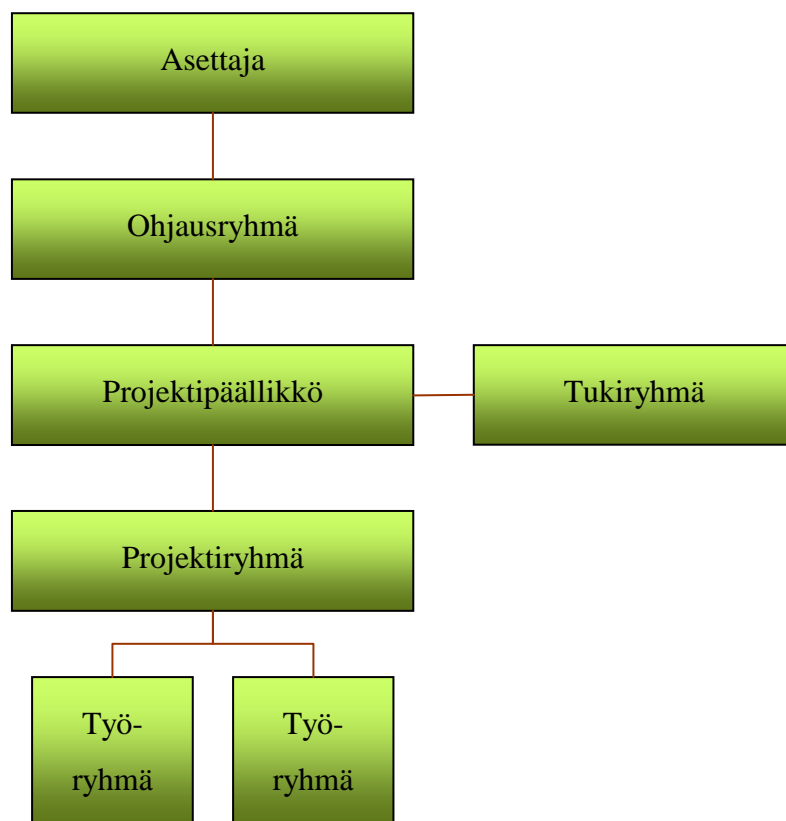 Asettaja
Ohjausryhmä
Projektipäällikkö
Tukiryhmä
Projektiryhmä
Työ-
ryhmä
Työ-
ryhmä